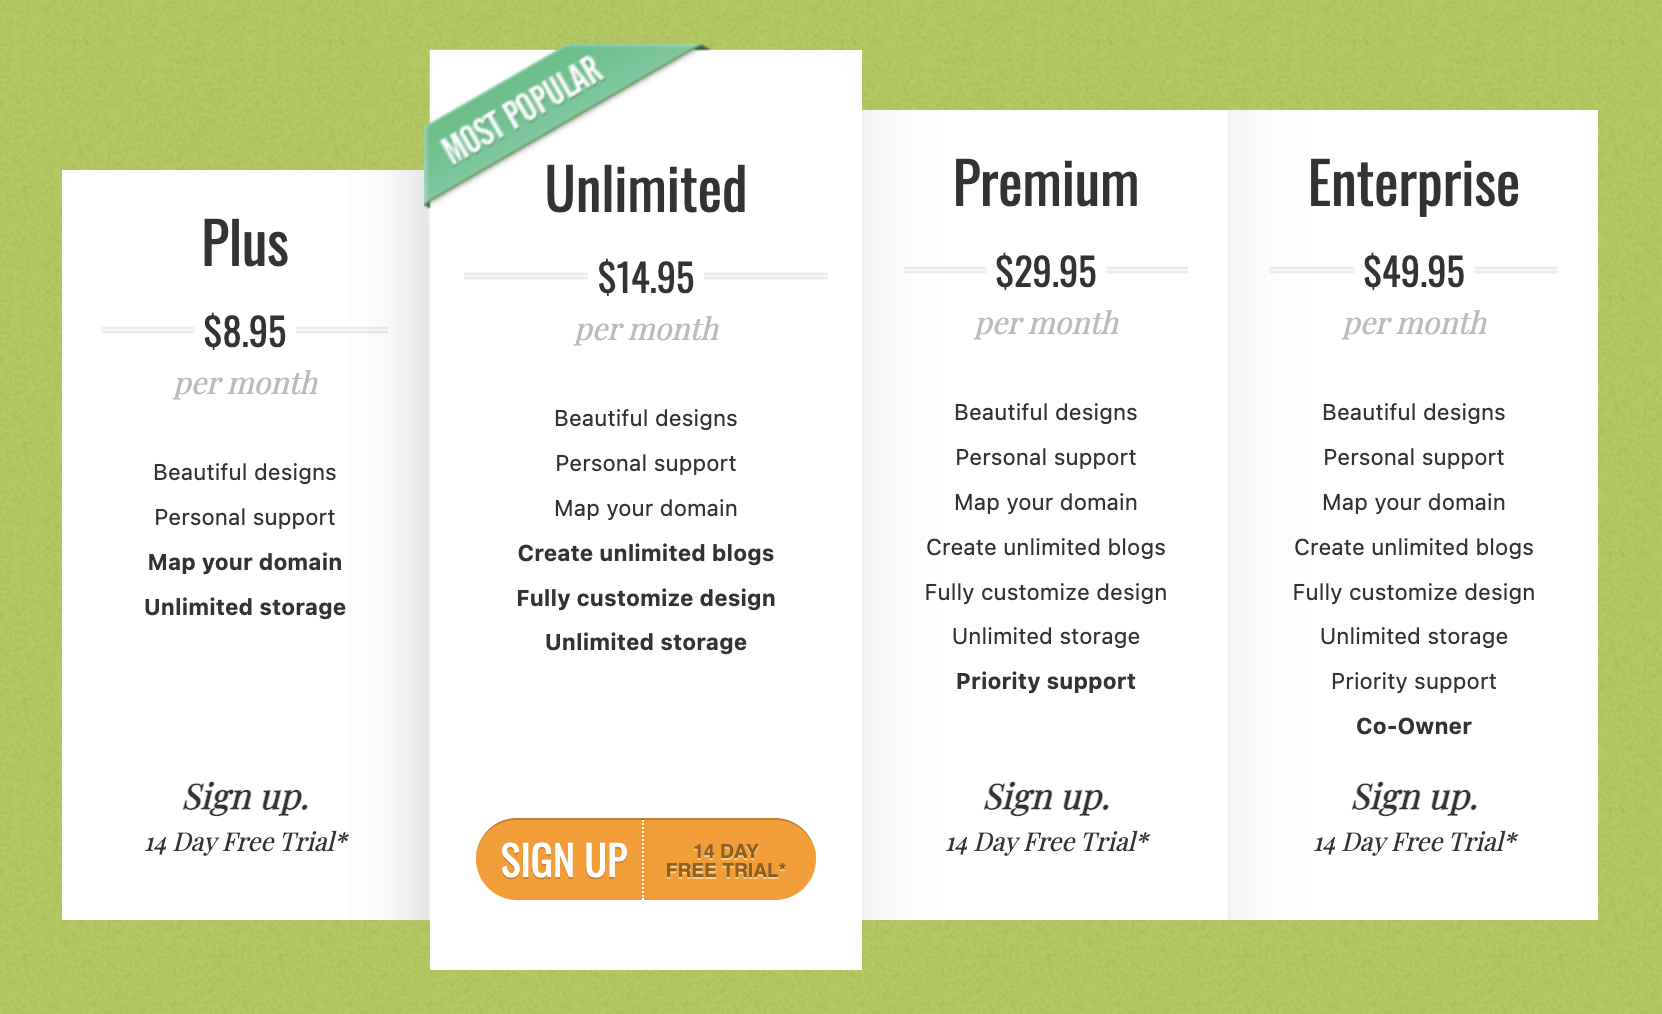 Plus
$8.95
per month
Beautiful designs
Personal support
Map your domain
Unlimited storage
Sign up.
14 Day Free Trial*
MOST POPULAR
Unlimited
$14.95
per month
Beautiful designs
Personal support
Map your domain
Create unlimited blogs
Fully customize design
Unlimited storage
SIGN UP
14 DAY
FREE TRIAL*
Premium
$29.95
per month
Beautiful designs
Personal support
Map your domain
Create unlimited blogs
Fully customize design
Unlimited storage
Priority support
Sign up.
14 Day Free Trial*
Enterprise
$49.95
per month
Beautiful designs
Personal support
Map your domain
Create unlimited blogs
Fully customize design
Unlimited storage
Priority support
Co-Owner
Sign up.
14 Day Free Trial*